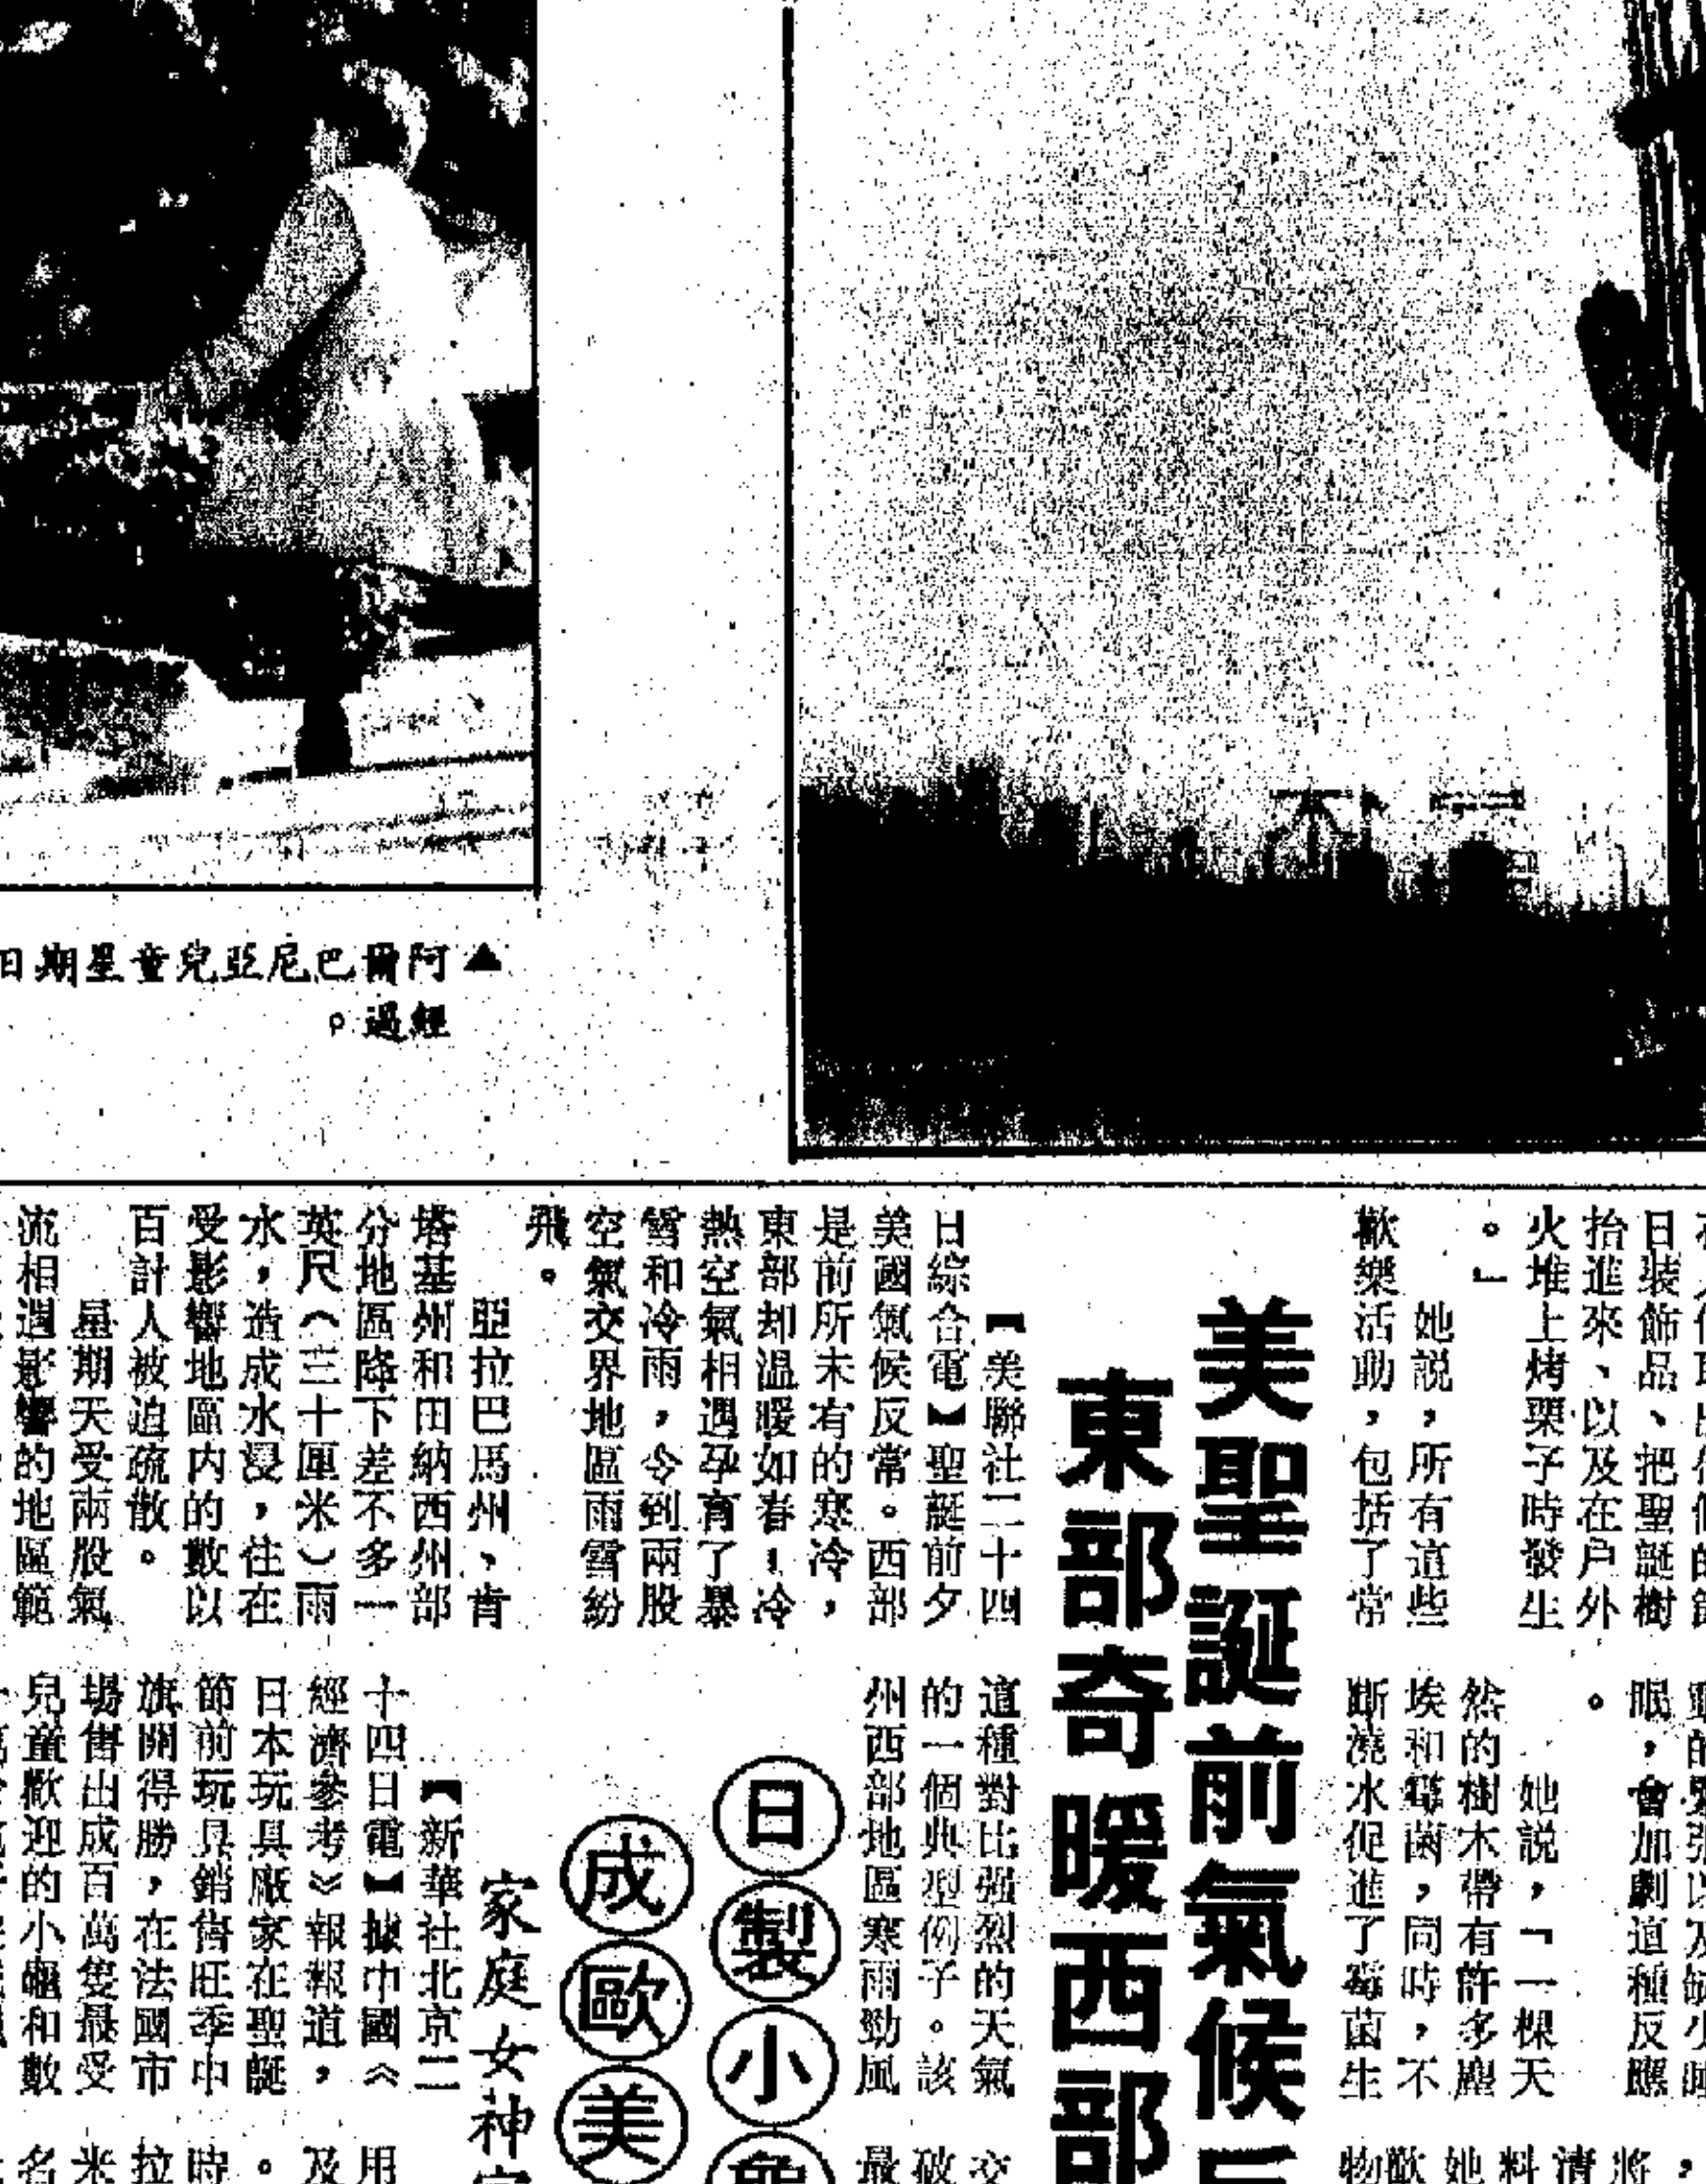 ▲阿爾巴尼亞兒童星期日
經過。
日裝飾品、把聖誕樹
抬進來、以及在戶外
火堆上烤栗子時發生
。」
她説，所有這些
歡樂活動，包括了常
眠，會加劇這種反應
。
她説，「一棵天
然的樹木帶有許多塵
埃和霉菌，同時，不
斷澆水促進了霉菌生
美聖誕前氣候
東部奇暖西部
【美聯社二十四
日綜合電】聖誕前夕
美國氣候反常。西部
是前所未有的寒冷，
東部却温暖如春，冷
熱空氣相遇孕育了暴
雪和冷雨，令到兩股
空氣交界地區雨雪紛
飛。
亞拉巴馬州、肯
塔基州和田納西州部
分地區降下差不多一
英尺（三十厘米）雨
水，造成水浸，住在
受影響地區内的數以
百計人被迫疏散。
星期天受兩股氣
流相遇影響的地區範
這種對比强烈的天氣
的一個典型例子。該
州西部地區寒雨勁風
日製小
成歐美
家庭女神
【新華社北京二
十四日電】據中國《
經濟參考》報報道，
日本玩具廠家在聖誕
節前玩具銷售旺季中
旗開得勝，在法國市
場售出成百萬隻最受
兒童歡迎的小龜和數